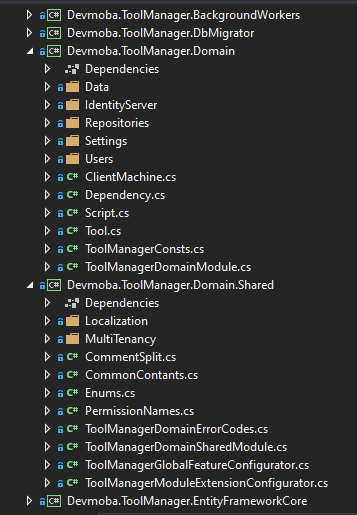 C# Devmoba.ToolManager.BackgroundWorkers
C# Devmoba.ToolManager.DbMigrator
C# Devmoba.ToolManager.Domain
Dependencies
Data
IdentityServer
Repositories
Settings
Users
C# ClientMachine.cs
C# Dependency.cs
C# Script.cs
C# Tool.cs
C# ToolManagerConsts.cs
C# ToolManagerDomainModule.cs
C# Devmoba.ToolManager.Domain.Shared
Dependencies
Localization
MultiTenancy
C# CommentSplit.cs
C# CommonContants.cs
C# Enums.cs
C# PermissionNames.cs
C# ToolManagerDomainErrorCodes.cs
C# ToolManagerDomainSharedModule.cs
C# ToolManagerGlobalFeatureConfigurator.cs
C# ToolManagerModuleExtensionConfigurator.cs
C# Devmoba.ToolManager.EntityFrameworkCore